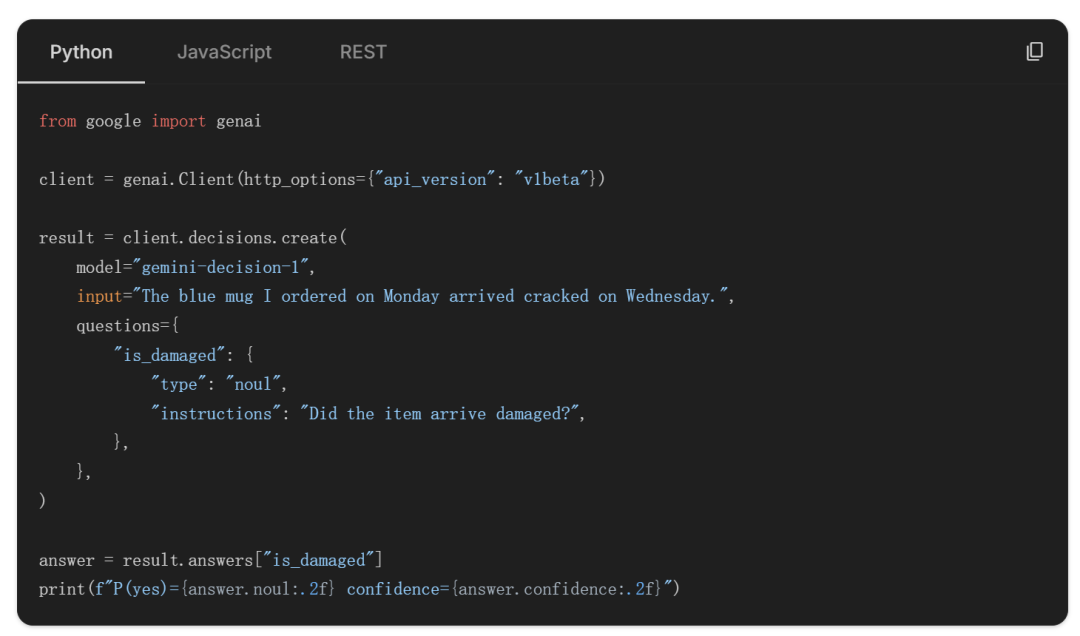 Python JavaScript REST
from google import genai
client = genai.Client(http_options={"api_version": "v1beta"})
result = client.decisions.create(
    model="gemini-decision-1",
    input="The blue mug I ordered on Monday arrived cracked on Wednesday.",
    questions={
        "is_damaged": {
            "type": "noul",
            "instructions": "Did the item arrive damaged?",
        },
    },
)
answer = result.answers["is_damaged"]
print(f"P(yes)={answer.noul:.2f} confidence={answer.confidence:.2f}")